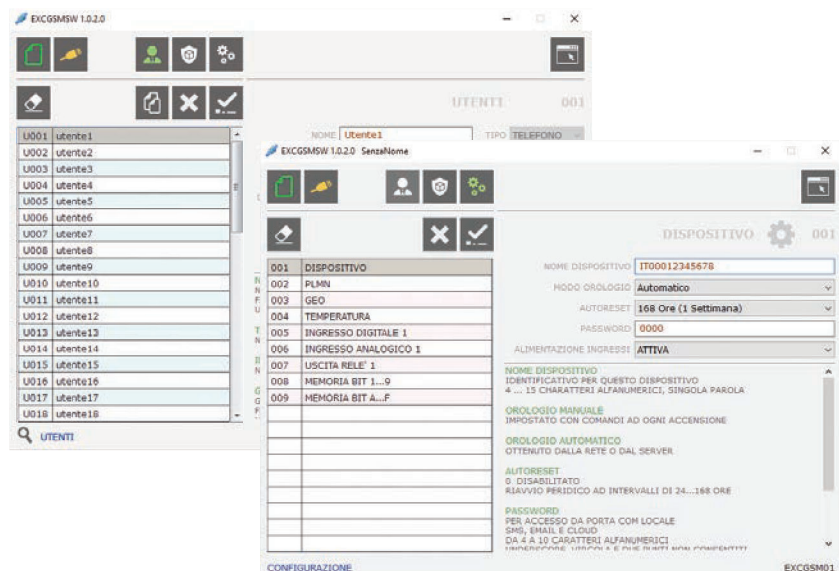 EXCGSMSW 1.0.2.0
UTENTI 001
NOME Utente1 TIPO TELEFONO
U001 utente1
U002 utente2
U003 utente3
U004 utente4
U005 utente5
U006 utente6
U007 utente7
U008 utente8
U009 utente9
U010 utente10
U011 utente11
U012 utente12
U013 utente13
U014 utente14
U015 utente15
U016 utente16
U017 utente17
U018 utente18
UTENTI
EXCGSMSW 1.0.2.0 SenzaNome
DISPOSITIVO 001
001 DISPOSITIVO
002 PLMN
003 GEO
004 TEMPERATURA
005 INGRESSO DIGITALE 1
006 INGRESSO ANALOGICO 1
007 USCITA RELE' 1
008 MEMORIA BIT 1...9
009 MEMORIA BIT A...F
NOME DISPOSITIVO IT00012345678
MODO OROLOGIO Automatico
AUTORESET 168 Ore (1 Settimana)
PASSWORD 0000
ALIMENTAZIONE INGRESSI ATTIVA
NOME DISPOSITIVO
IDENTIFICATIVO PER QUESTO DISPOSITIVO
4 ... 15 CHARATTERI ALFANUMERICI, SINGOLA PAROLA
OROLOGIO MANUALE
IMPOSTATO CON COMANDI AD OGNI ACCENSIONE
OROLOGIO AUTOMATICO
OTTENUTO DALLA RETE O DAL SERVER
AUTORESET
0 DISABILITATO
RIAVVIO PERIDICO AD INTERVALLI DI 24...168 ORE
PASSWORD
PER ACCESSO DA PORTA COM LOCALE
SMS, EMAIL E CLOUD
DA 4 A 10 CARATTERI ALFANUMERICI
UNDERSCORE, VIRGOLA E DUE PUNTI NON CONSENTITI
CONFIGURAZIONE
EXCGSM01